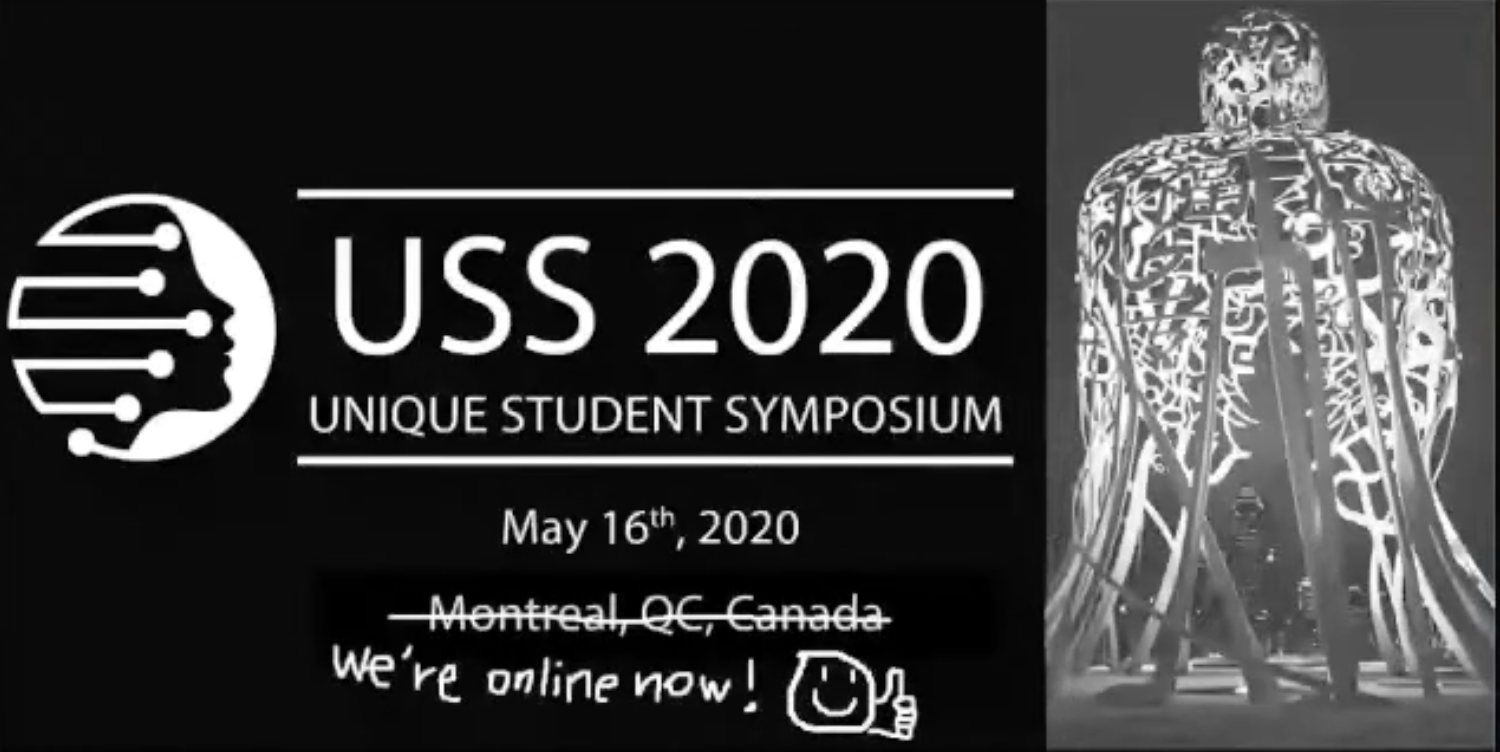 USS 2020
UNIQUE STUDENT SYMPOSIUM
May 16th, 2020
Montreal, QC, Canada
We're online now!